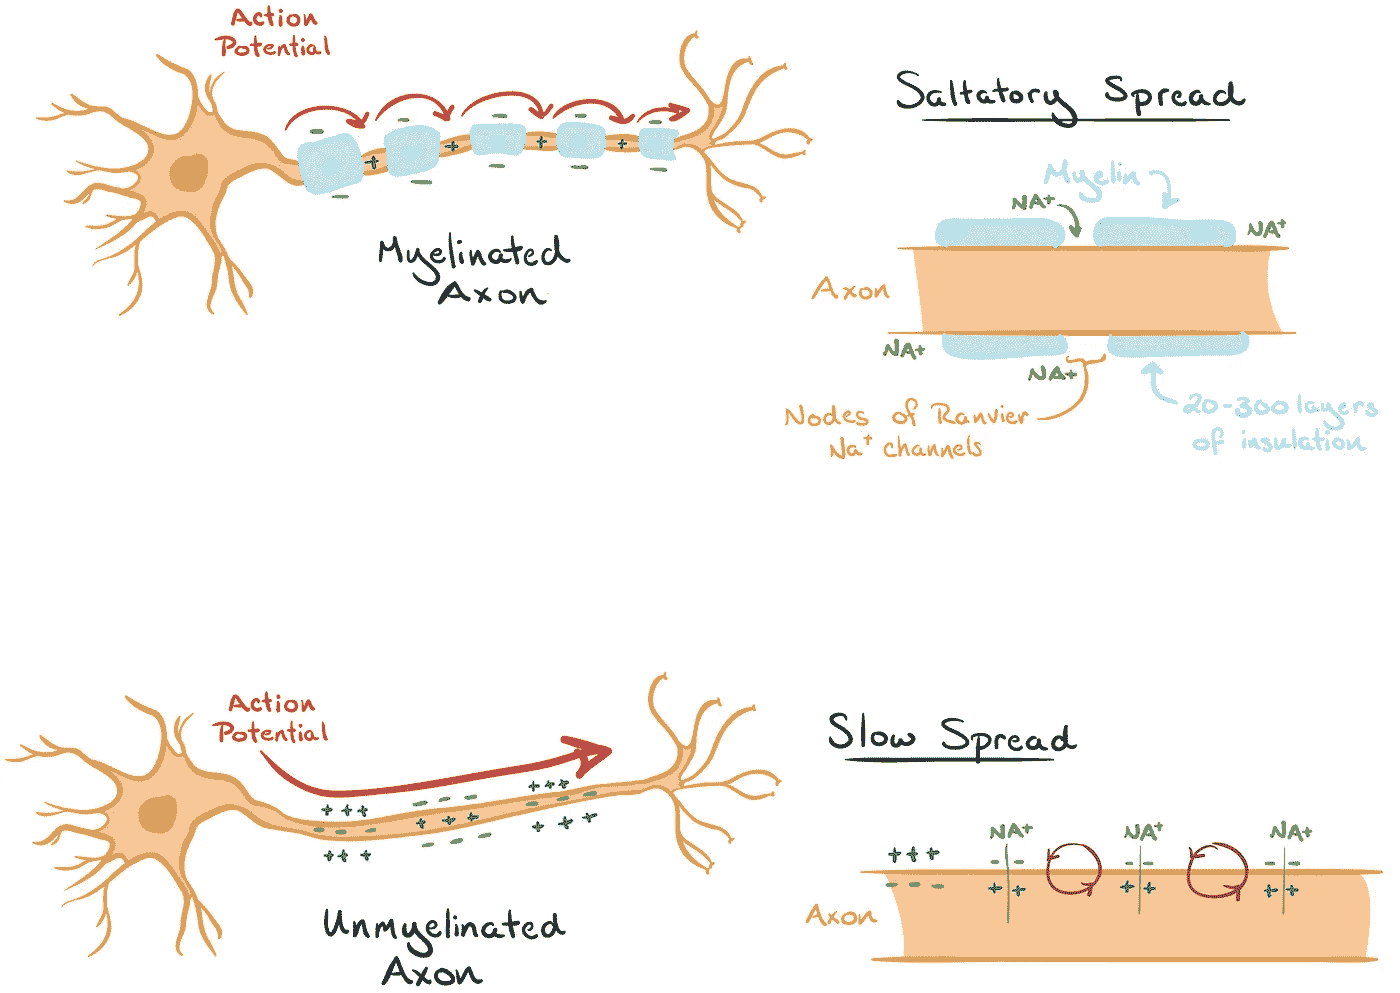 Action
Potential
Saltatory Spread
Myelin
NA+
NA+
Myelinated
Axon
Axon
NA+
NA+
Nodes of Ranvier
Na+ channels
20-300 layers
of insulation
Action
Potential
Slow Spread
NA+ NA+ NA+
Axon
Unmyelinated
Axon